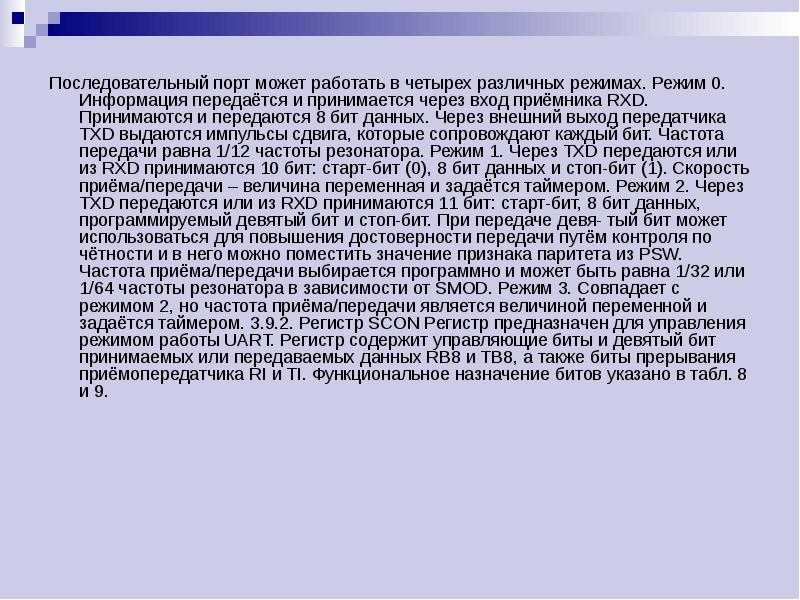 Последовательный порт может работать в четырех различных режимах. Режим 0.
Информация передаётся и принимается через вход приёмника RXD.
Принимаются и передаются 8 бит данных. Через внешний выход передатчика
TXD выдаются импульсы сдвига, которые сопровождают каждый бит. Частота
передачи равна 1/12 частоты резонатора. Режим 1. Через TXD передаются или
из RXD принимаются 10 бит: старт-бит (0), 8 бит данных и стоп-бит (1). Скорость
приёма/передачи – величина переменная и задаётся таймером. Режим 2. Через
TXD передаются или из RXD принимаются 11 бит: старт-бит, 8 бит данных,
программируемый девятый бит и стоп-бит. При передаче девя- тый бит может
использоваться для повышения достоверности передачи путём контроля по
чётности и в него можно поместить значение признака паритета из PSW.
Частота приёма/передачи выбирается программно и может быть равна 1/32 или
1/64 частоты резонатора в зависимости от SMOD. Режим 3. Совпадает с
режимом 2, но частота приёма/передачи является величиной переменной и
задаётся таймером. 3.9.2. Регистр SCON Регистр предназначен для управления
режимом работы UART. Регистр содержит управляющие биты и девятый бит
принимаемых или передаваемых данных RB8 и TB8, а также биты прерывания
приёмопередатчика RI и TI. Функциональное назначение битов указано в табл. 8
и 9.